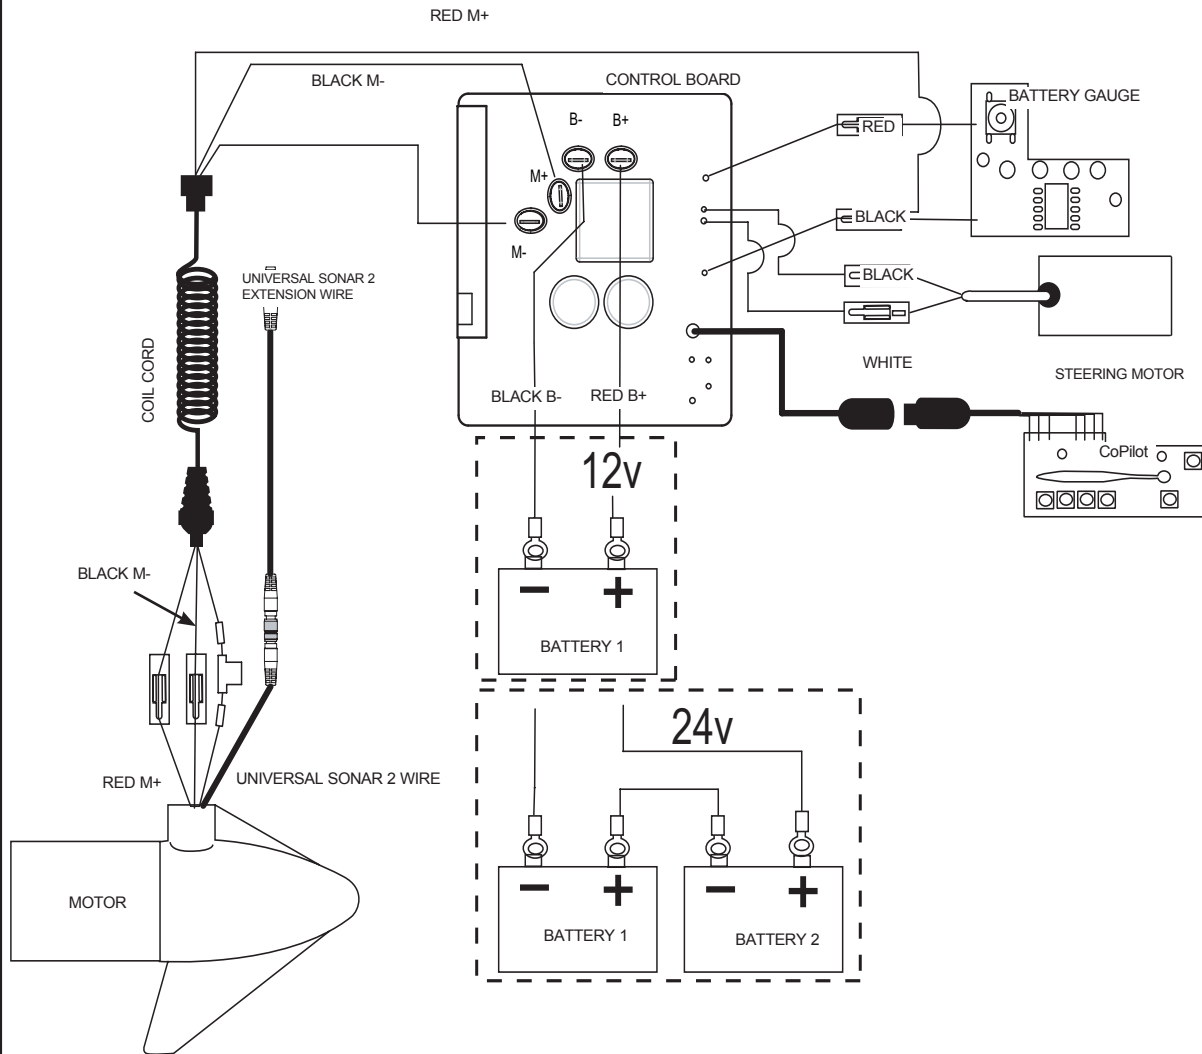 RED M+
BLACK M-
CONTROL BOARD
BATTERY GAUGE
B-
B+
RED
M+
BLACK
M-
UNIVERSAL SONAR 2
EXTENSION WIRE
BLACK
COIL CORD
WHITE
STEERING MOTOR
BLACK B-
RED B+
CoPilot
12v
BLACK M-
− +
BATTERY 1
24v
RED M+
UNIVERSAL SONAR 2 WIRE
− +
− +
MOTOR
BATTERY 1
BATTERY 2